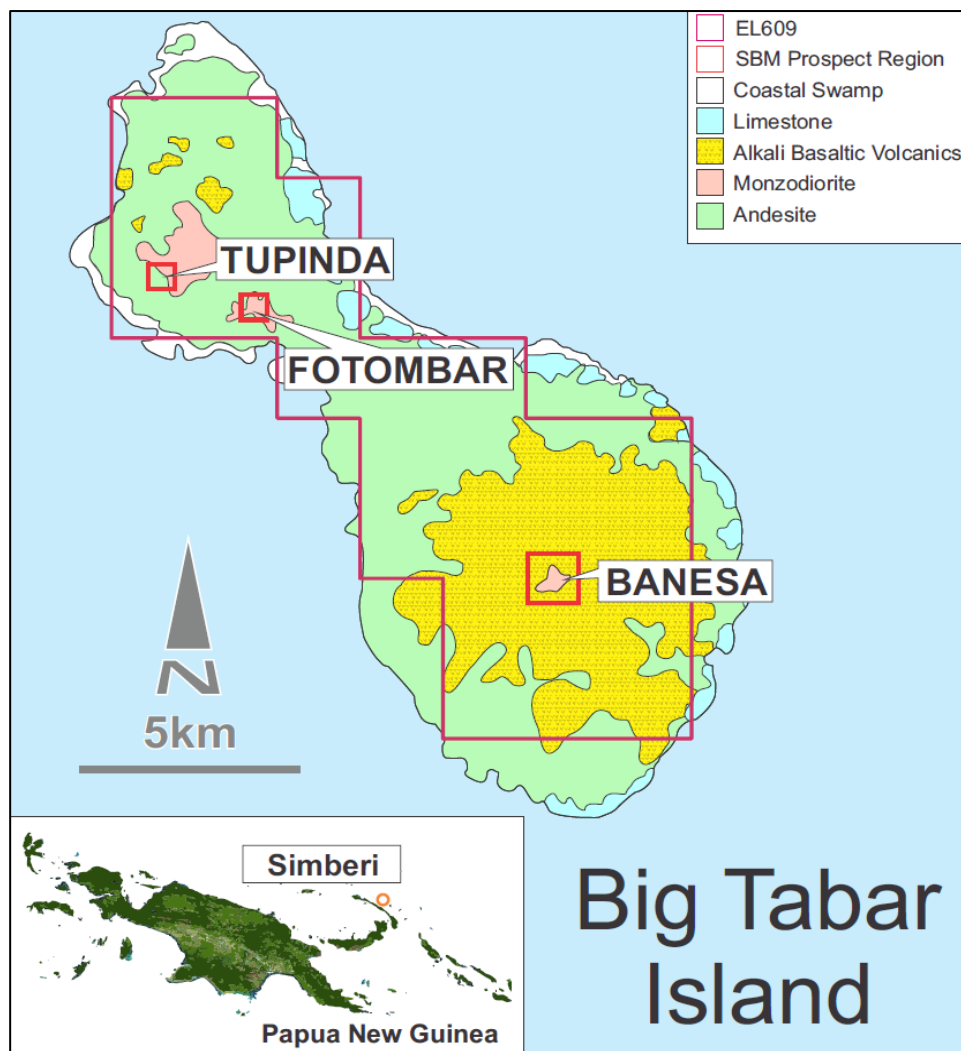 EL609
SBM Prospect Region
Coastal Swamp
Limestone
Alkali Basaltic Volcanics
Monzodiorite
Andesite
TUPINDA
FOTOMBAR
BANESA
N
5km
Simberi
Papua New Guinea
Big Tabar
Island